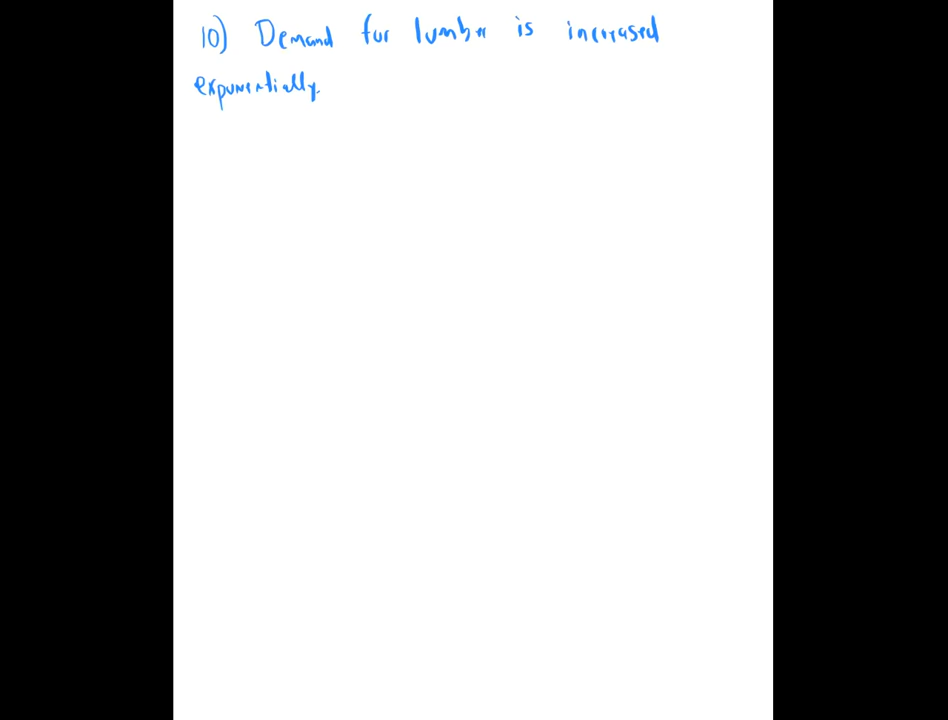 10) Demand for lumber is increased
exponentially.